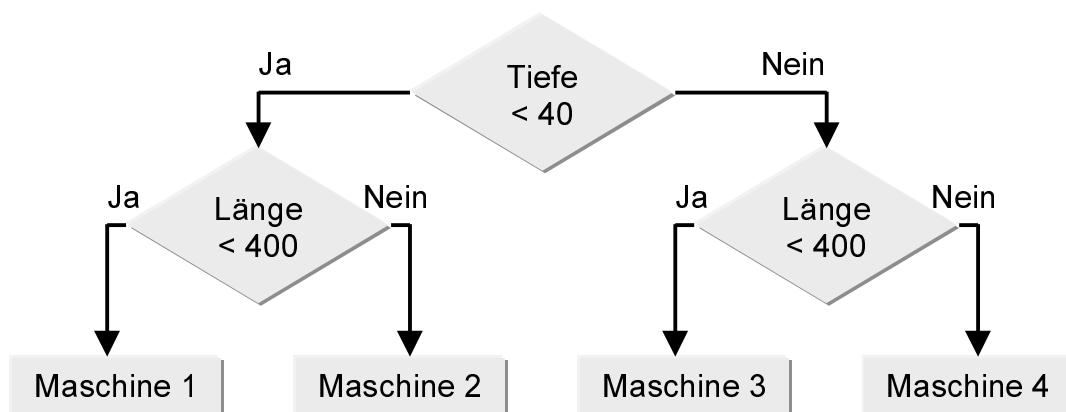 Ja
Tiefe
< 40
Nein
Ja
Länge
< 400
Nein
Ja
Länge
< 400
Nein
Maschine 1
Maschine 2
Maschine 3
Maschine 4